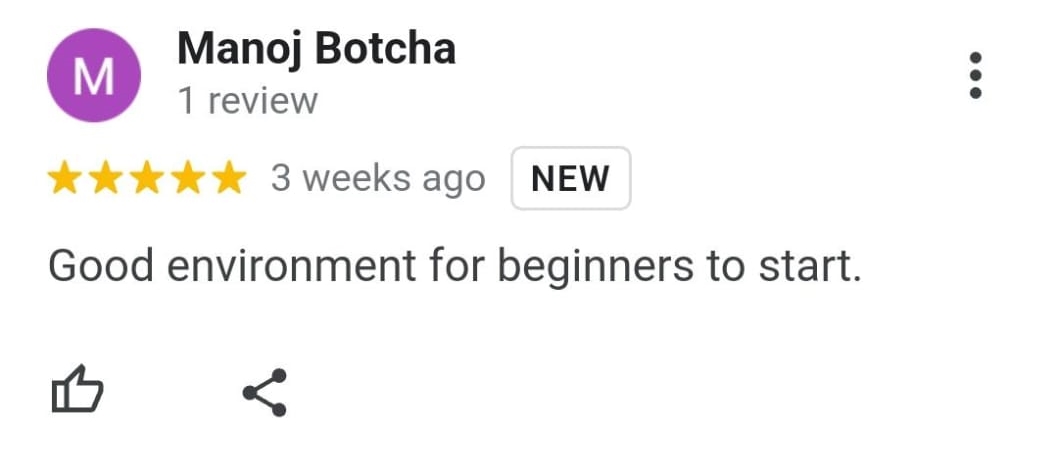 M
Manoj Botcha
1 review
3 weeks ago NEW
Good environment for beginners to start.